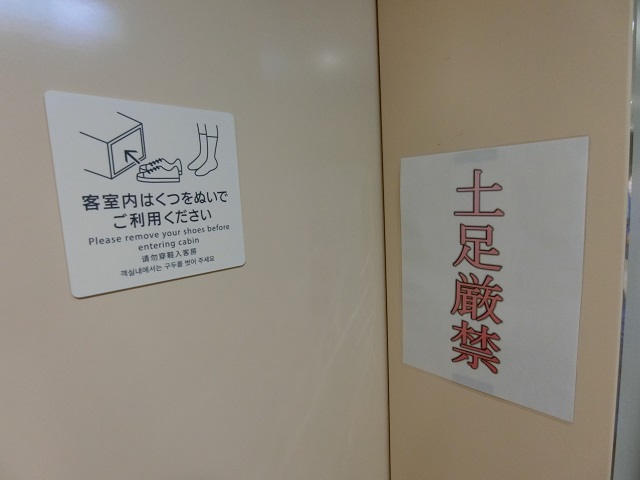 客室内はくつをぬいで
ご利用ください
Please remove your shoes before
entering cabin
请勿穿鞋入客房
객실내에서는 구두를 벗어 주세요
土足厳禁